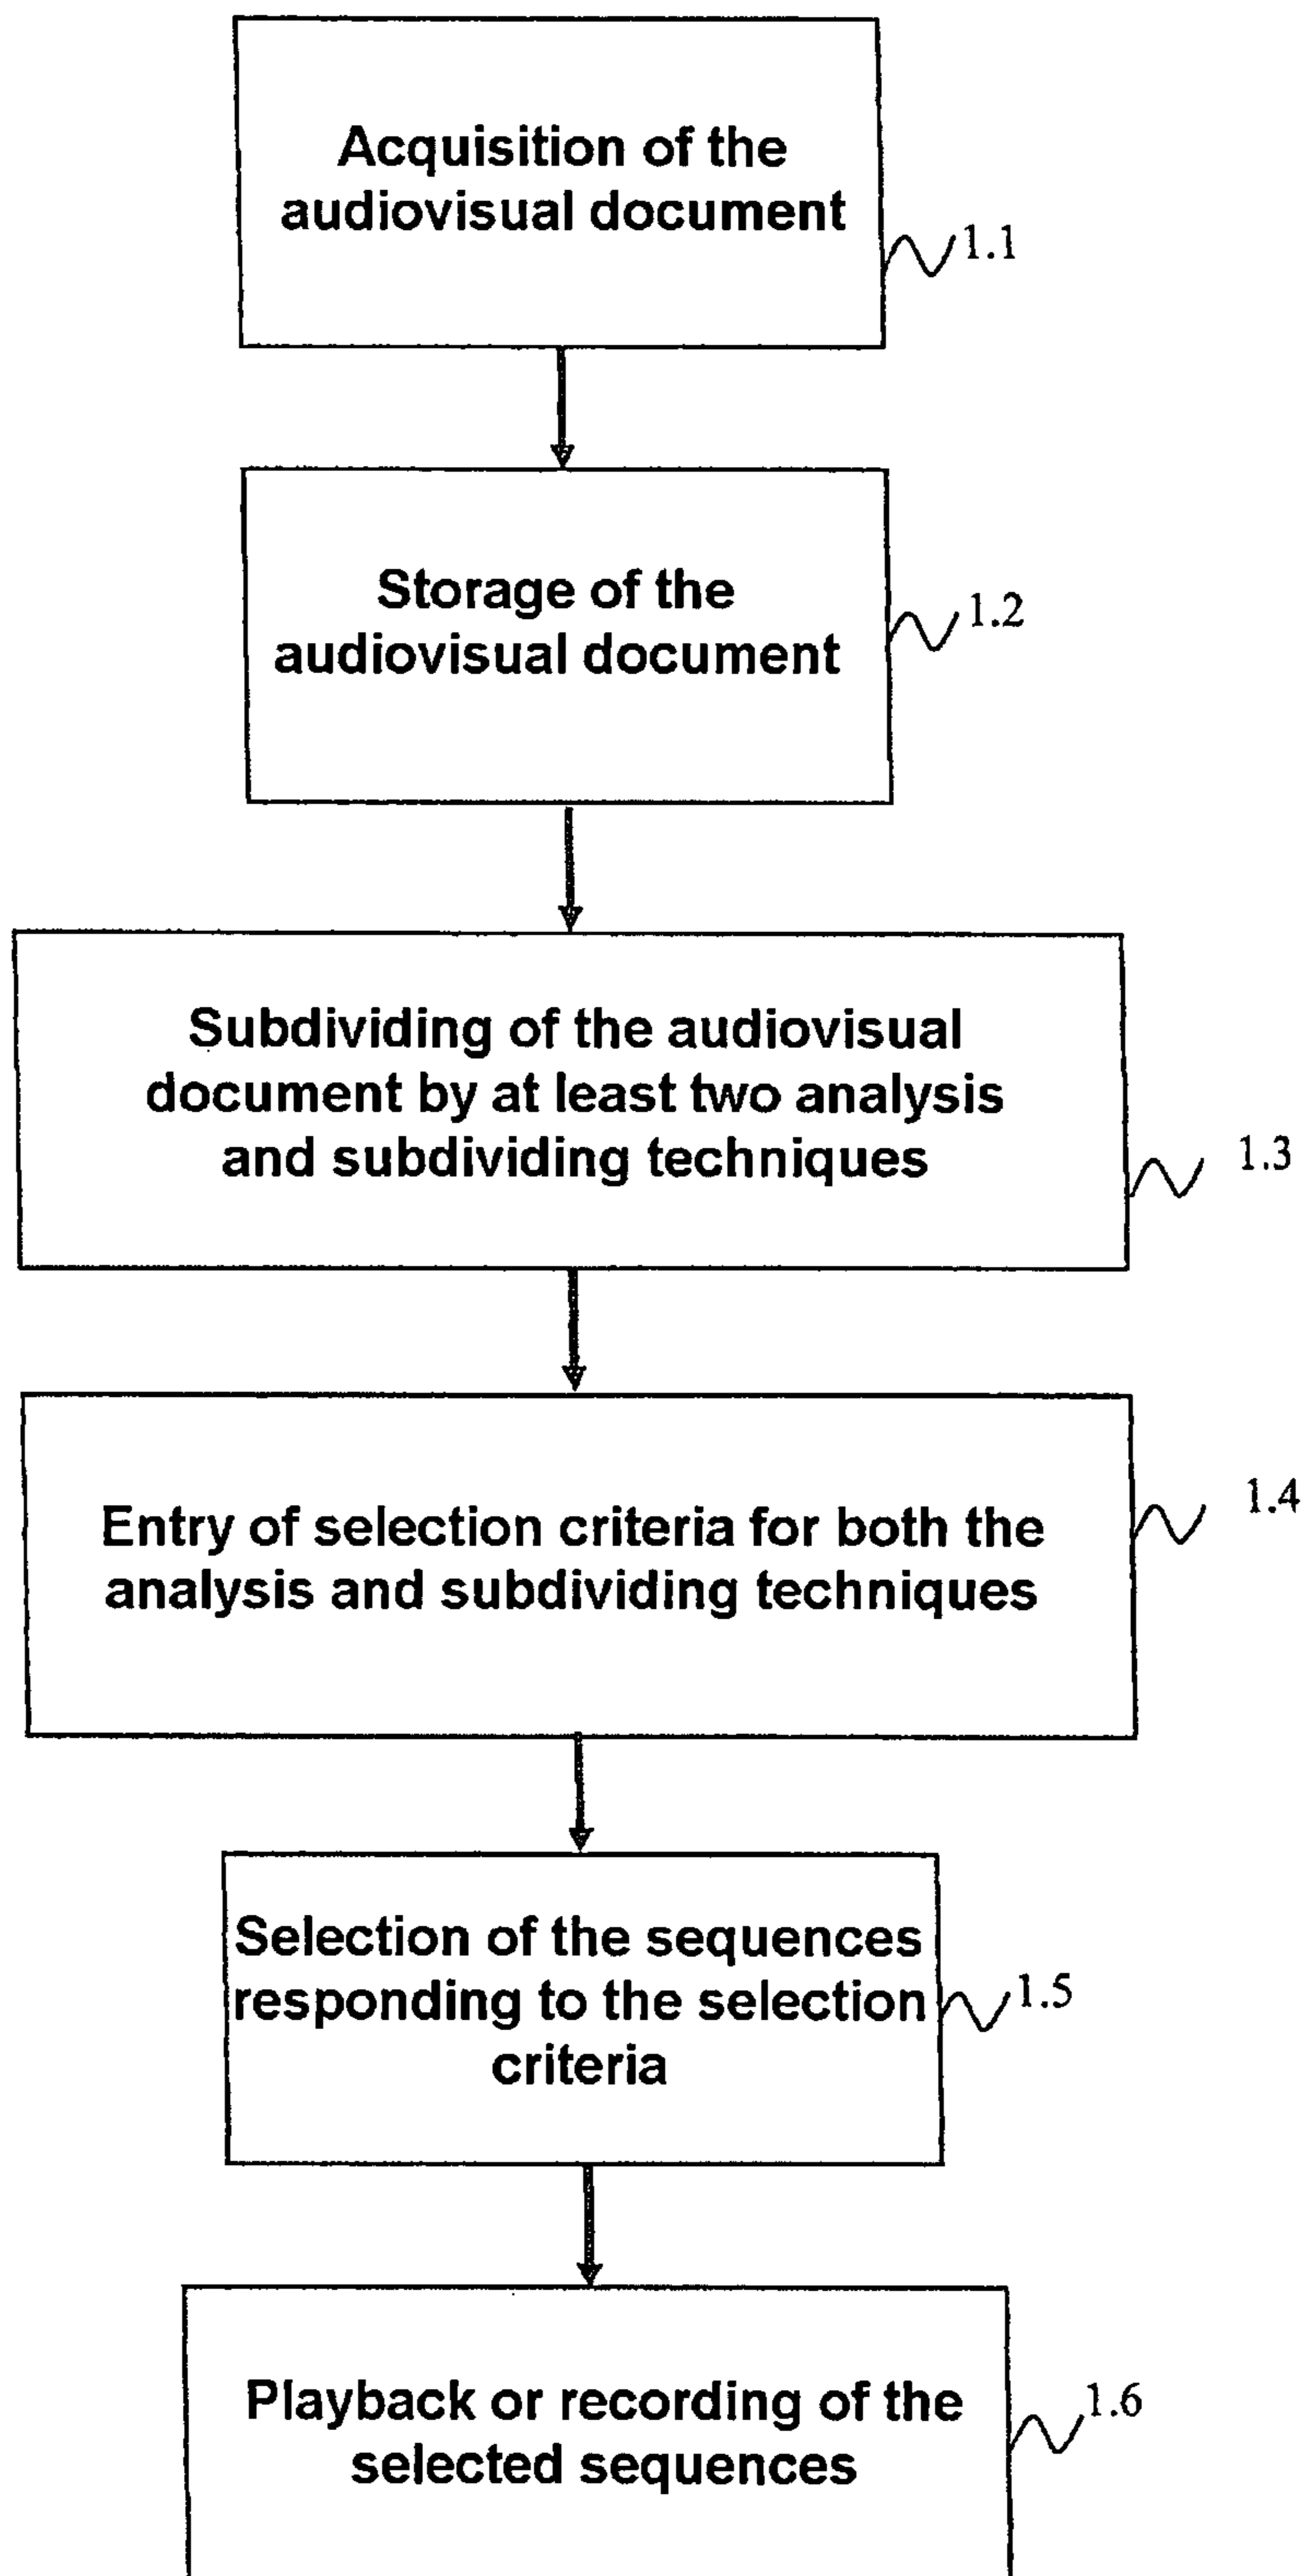 Acquisition of the
audiovisual document
1.1
Storage of the
audiovisual document
1.2
Subdividing of the audiovisual
document by at least two analysis
and subdividing techniques
1.3
Entry of selection criteria for both the
analysis and subdividing techniques
1.4
Selection of the sequences
responding to the selection
criteria
1.5
Playback or recording of the
selected sequences
1.6